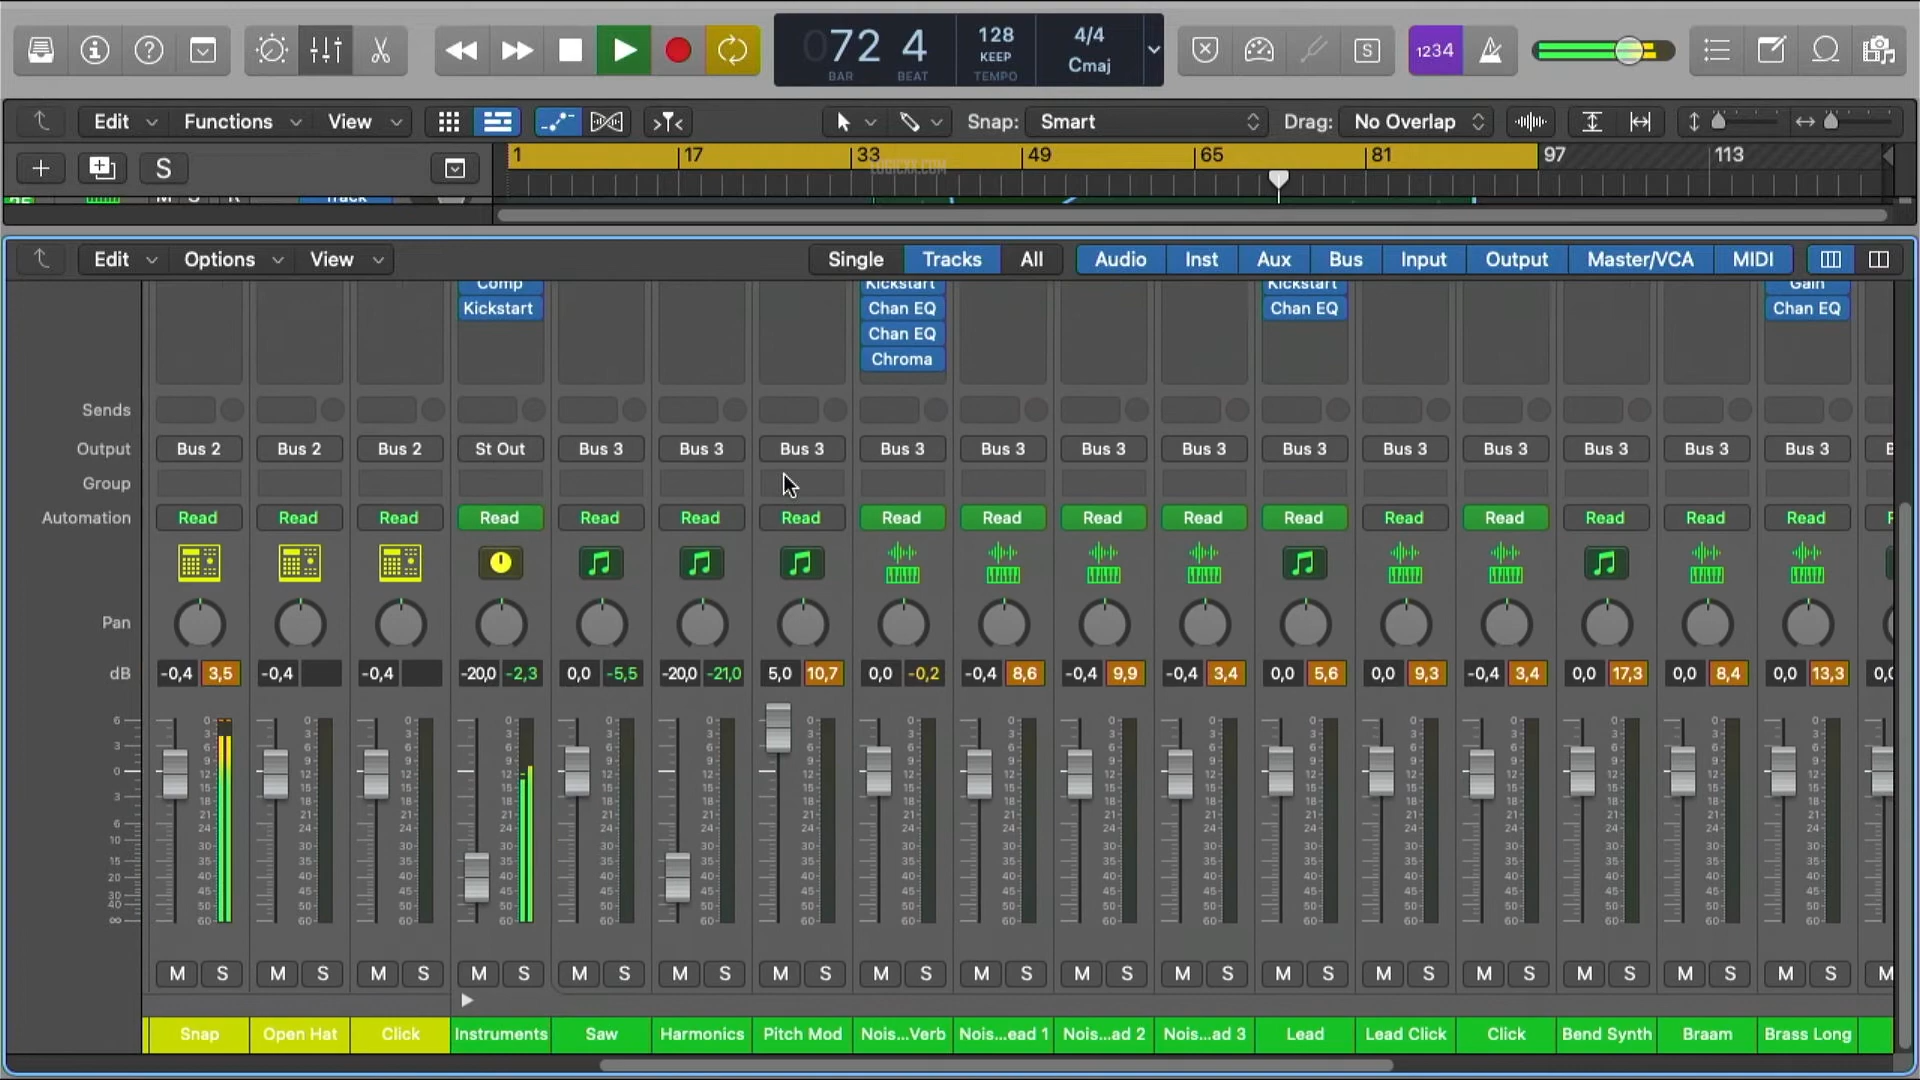 072 4
BAR BEAT
128
KEEP
TEMPO
4/4
Cmaj
S
1234
Edit Functions View Snap: Smart Drag: No Overlap
S
1 17 33 49 65 81 97 113
LOGICXX.COM
Edit Options View Single Tracks All Audio Inst Aux Bus Input Output Master/VCA MIDI
Comp Kickstart Kickstart Gain
Kickstart Chan EQ Chan EQ Chan EQ
Chan EQ
Chroma
Sends
Output Bus 2 Bus 2 Bus 2 St Out Bus 3 Bus 3 Bus 3 Bus 3 Bus 3 Bus 3 Bus 3 Bus 3 Bus 3 Bus 3 Bus 3 Bus 3 Bus 3
Group
Automation Read Read Read Read Read Read Read Read Read Read Read Read Read Read Read Read Read
Pan
dB -0,4 3,5 -0,4 -0,4 -20,0 -2,3 0,0 -5,5 -20,0 -21,0 5,0 10,7 0,0 -0,2 -0,4 8,6 -0,4 9,9 -0,4 3,4 0,0 5,6 0,0 9,3 -0,4 3,4 0,0 17,3 0,0 8,4 0,0 13,3
M S M S M S M S M S M S M S M S M S M S M S M S M S M S M S M S M S M
Snap Open Hat Click Instruments Saw Harmonics Pitch Mod Nois...Verb Nois...ead 1 Nois...ad 2 Nois...ad 3 Lead Lead Click Click Bend Synth Braam Brass Long